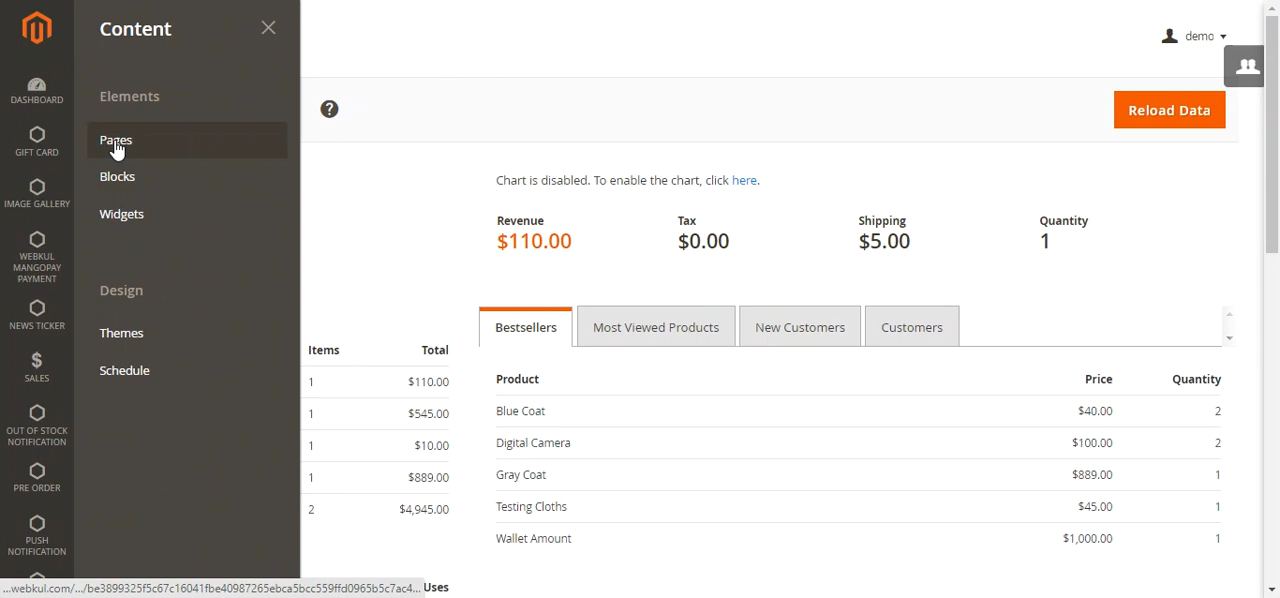 Content
Elements
Pages
Blocks
Widgets
Design
Themes
Schedule
DASHBOARD
GIFT CARD
IMAGE GALLERY
WEBKUL
MANGOPAY
PAYMENT
NEWS TICKER
$
SALES
OUT OF STOCK
NOTIFICATION
PRE ORDER
PUSH
NOTIFICATION
demo
?
Reload Data
Chart is disabled. To enable the chart, click here.
Revenue Tax Shipping Quantity
$110.00 $0.00 $5.00 1
Items Total
1 $110.00
1 $545.00
1 $10.00
1 $889.00
2 $4,945.00
Uses
Bestsellers Most Viewed Products New Customers Customers
Product Price Quantity
Blue Coat $40.00 2
Digital Camera $100.00 2
Gray Coat $889.00 1
Testing Cloths $45.00 1
Wallet Amount $1,000.00 1
...webkul.com/.../be3899325f5c67c16041fbe40987265ebca5bcc559ffd0965b5c7ac4...